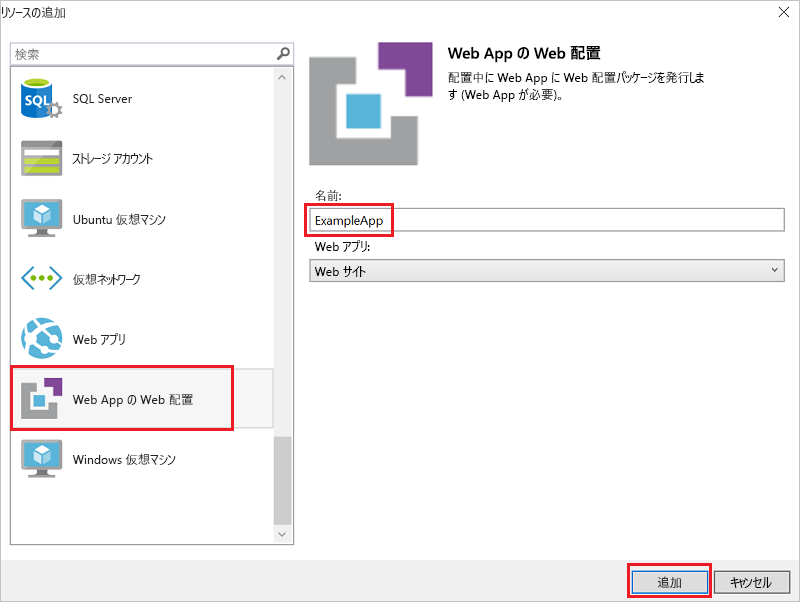 リソースの追加
検索
SQL Server
SQL
ストレージ アカウント
Ubuntu 仮想マシン
仮想ネットワーク
Web アプリ
Web App の Web 配置
Windows 仮想マシン
Web App の Web 配置
配置中に Web App に Web 配置パッケージを発行しま
す (Web App が必要)。
名前:
ExampleApp
Web アプリ:
Web サイト
追加
キャンセル